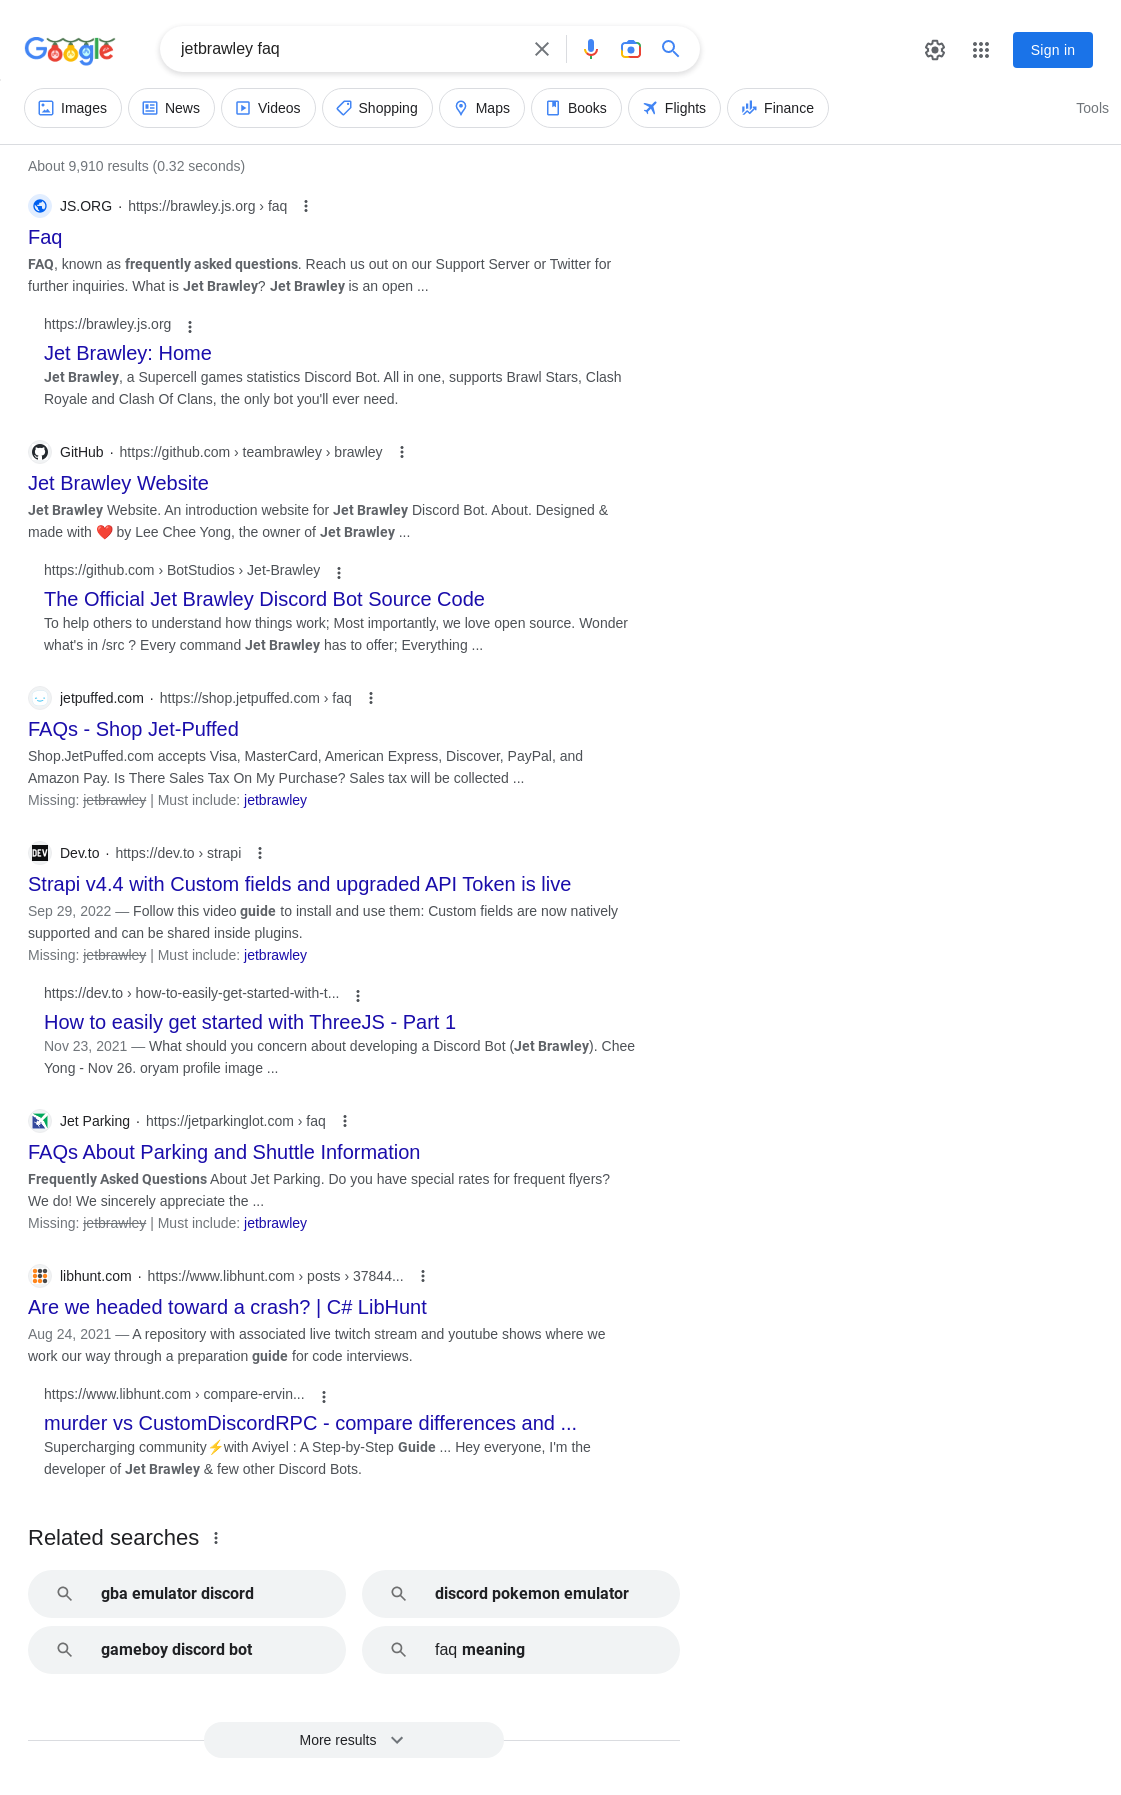 Google
jetbrawley faq
Sign in
Images News Videos Shopping Maps Books Flights Finance Tools
About 9,910 results (0.32 seconds)
JS.ORG · https://brawley.js.org › faq
Faq
FAQ, known as frequently asked questions. Reach us out on our Support Server or Twitter for
further inquiries. What is Jet Brawley? Jet Brawley is an open ...
https://brawley.js.org
Jet Brawley: Home
Jet Brawley, a Supercell games statistics Discord Bot. All in one, supports Brawl Stars, Clash
Royale and Clash Of Clans, the only bot you'll ever need.
GitHub · https://github.com › teambrawley › brawley
Jet Brawley Website
Jet Brawley Website. An introduction website for Jet Brawley Discord Bot. About. Designed &
made with ❤️ by Lee Chee Yong, the owner of Jet Brawley ...
https://github.com › BotStudios › Jet-Brawley
The Official Jet Brawley Discord Bot Source Code
To help others to understand how things work; Most importantly, we love open source. Wonder
what's in /src ? Every command Jet Brawley has to offer; Everything ...
jetpuffed.com · https://shop.jetpuffed.com › faq
FAQs - Shop Jet-Puffed
Shop.JetPuffed.com accepts Visa, MasterCard, American Express, Discover, PayPal, and
Amazon Pay. Is There Sales Tax On My Purchase? Sales tax will be collected ...
Missing: jetbrawley | Must include: jetbrawley
DEV Dev.to · https://dev.to › strapi
Strapi v4.4 with Custom fields and upgraded API Token is live
Sep 29, 2022 — Follow this video guide to install and use them: Custom fields are now natively
supported and can be shared inside plugins.
Missing: jetbrawley | Must include: jetbrawley
https://dev.to › how-to-easily-get-started-with-t...
How to easily get started with ThreeJS - Part 1
Nov 23, 2021 — What should you concern about developing a Discord Bot (Jet Brawley). Chee
Yong - Nov 26. oryam profile image ...
Jet Parking · https://jetparkinglot.com › faq
FAQs About Parking and Shuttle Information
Frequently Asked Questions About Jet Parking. Do you have special rates for frequent flyers?
We do! We sincerely appreciate the ...
Missing: jetbrawley | Must include: jetbrawley
libhunt.com · https://www.libhunt.com › posts › 37844...
Are we headed toward a crash? | C# LibHunt
Aug 24, 2021 — A repository with associated live twitch stream and youtube shows where we
work our way through a preparation guide for code interviews.
https://www.libhunt.com › compare-ervin...
murder vs CustomDiscordRPC - compare differences and ...
Supercharging community⚡with Aviyel : A Step-by-Step Guide ... Hey everyone, I'm the
developer of Jet Brawley & few other Discord Bots.
Related searches
gba emulator discord
discord pokemon emulator
gameboy discord bot
faq meaning
More results